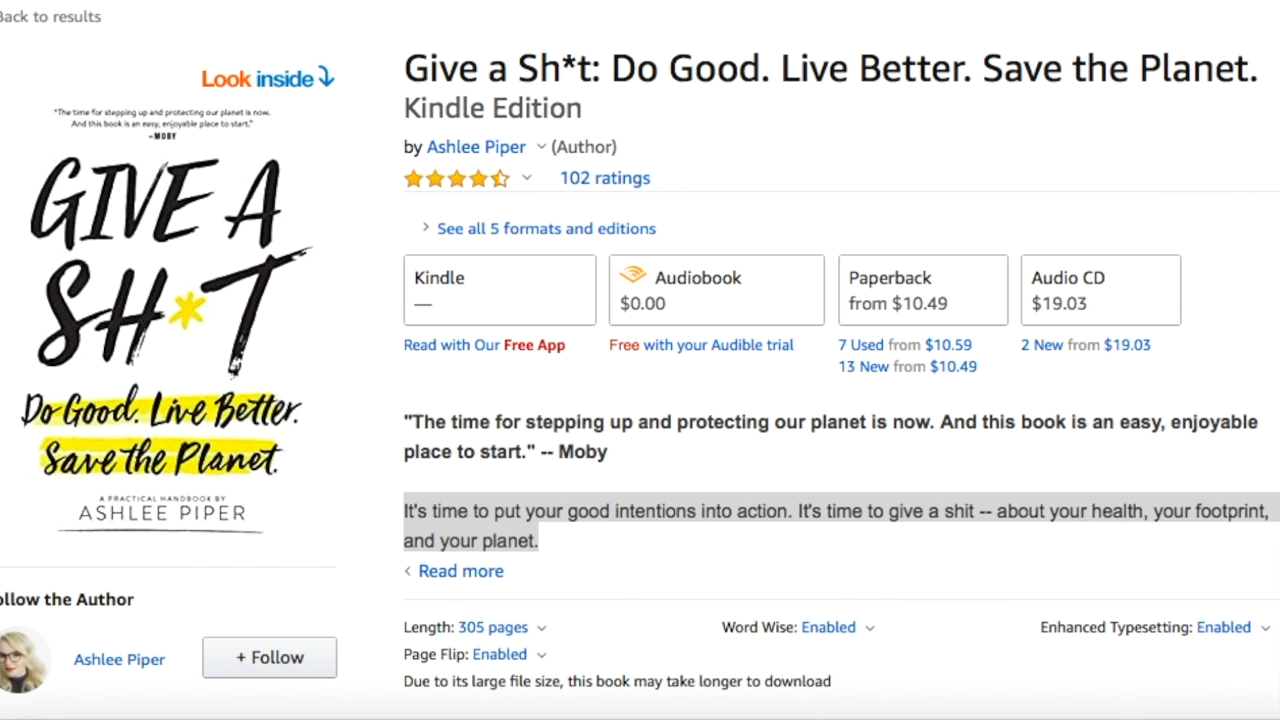 Back to results
Look inside
"The time for stepping up and protecting our planet is now.
And this book is an easy, enjoyable place to start."
–MOBY
GIVE A
SH*T
Do Good. Live Better.
Save the Planet.
A PRACTICAL HANDBOOK BY
ASHLEE PIPER
ollow the Author
Ashlee Piper
+ Follow
Give a Sh*t: Do Good. Live Better. Save the Planet.
Kindle Edition
by Ashlee Piper (Author)
102 ratings
See all 5 formats and editions
Kindle
—
Read with Our Free App
Audiobook
$0.00
Free with your Audible trial
Paperback
from $10.49
7 Used from $10.59
13 New from $10.49
Audio CD
$19.03
2 New from $19.03
"The time for stepping up and protecting our planet is now. And this book is an easy, enjoyable
place to start." -- Moby
It's time to put your good intentions into action. It's time to give a shit -- about your health, your footprint,
and your planet.
Read more
Length: 305 pages
Word Wise: Enabled
Enhanced Typesetting: Enabled
Page Flip: Enabled
Due to its large file size, this book may take longer to download